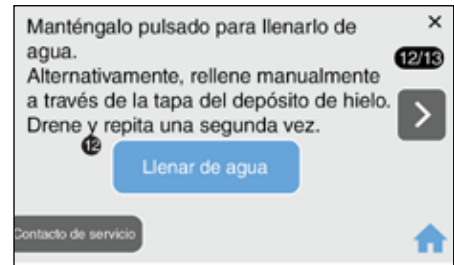 Manténgalo pulsado para llenarlo de
agua.
Alternativamente, rellene manualmente
a través de la tapa del depósito de hielo.
Drene y repita una segunda vez.
×
12/13
>
12
Llenar de agua
Contacto de servicio